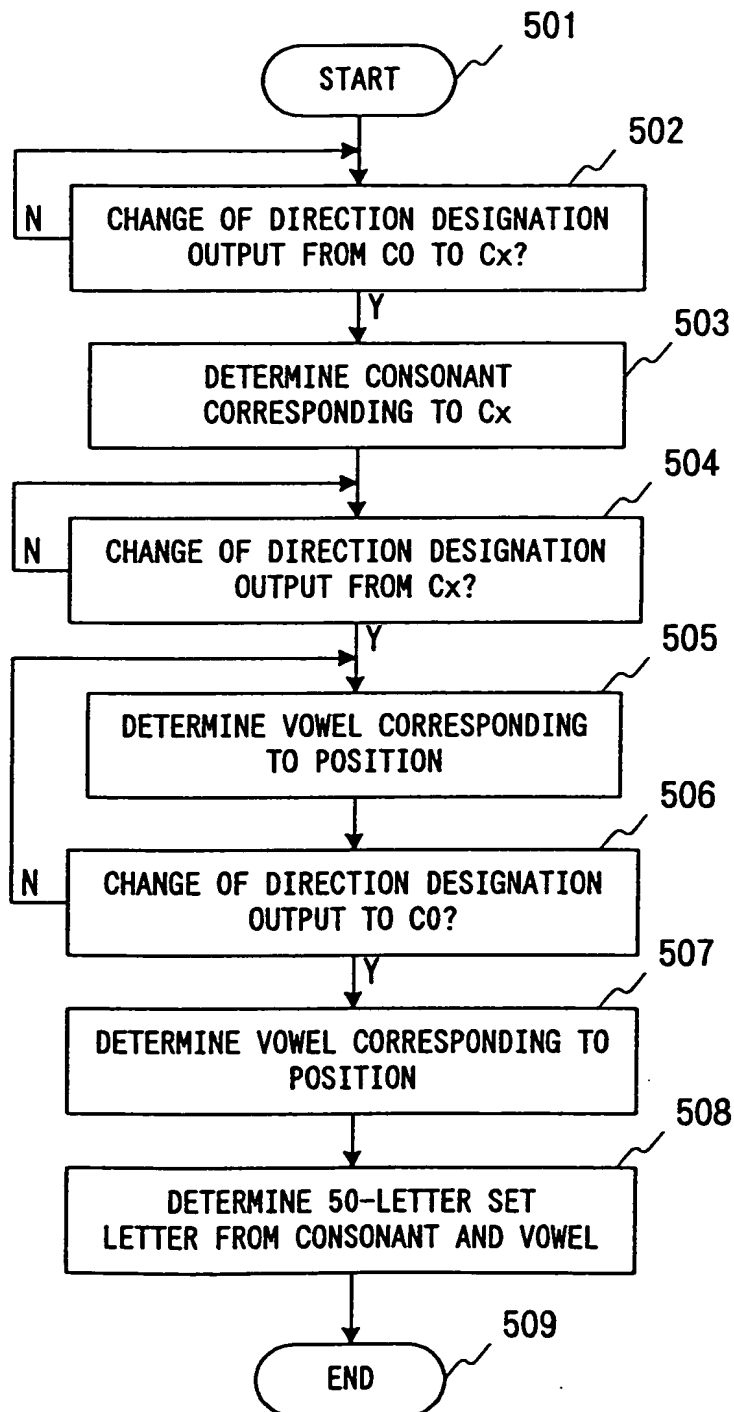 501
START
502
N
CHANGE OF DIRECTION DESIGNATION
OUTPUT FROM C0 TO Cx?
Y
503
DETERMINE CONSONANT
CORRESPONDING TO Cx
504
N
CHANGE OF DIRECTION DESIGNATION
OUTPUT FROM Cx?
Y
505
DETERMINE VOWEL CORRESPONDING
TO POSITION
506
N
CHANGE OF DIRECTION DESIGNATION
OUTPUT TO C0?
Y
507
DETERMINE VOWEL CORRESPONDING TO
POSITION
508
DETERMINE 50-LETTER SET
LETTER FROM CONSONANT AND VOWEL
509
END